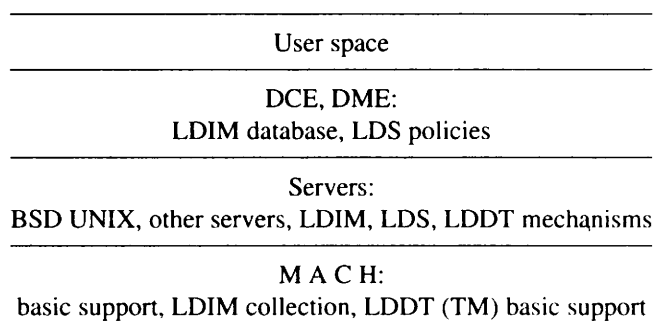 User space
DCE, DME:
LDIM database, LDS policies
Servers:
BSD UNIX, other servers, LDIM, LDS, LDDT mechanisms
M A C H:
basic support, LDIM collection, LDDT (TM) basic support